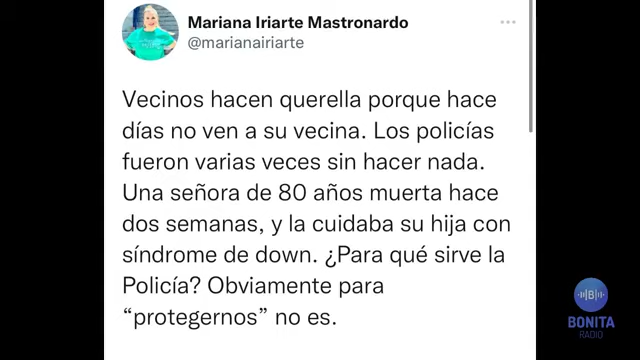 Mariana Iriarte Mastronardo
@marianairiarte
Vecinos hacen querella porque hace
días no ven a su vecina. Los policías
fueron varias veces sin hacer nada.
Una señora de 80 años muerta hace
dos semanas, y la cuidaba su hija con
síndrome de down. ¿Para qué sirve la
Policía? Obviamente para
“protegernos” no es.
B
BONITA
RADIO